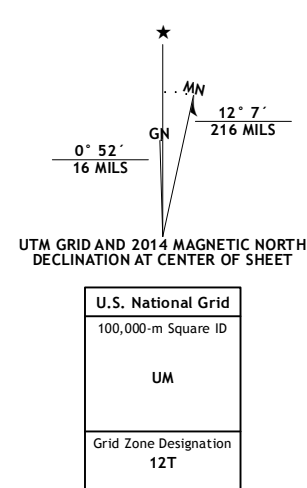 ★
MN
GN
12° 7´
216 MILS
0° 52´
16 MILS
UTM GRID AND 2014 MAGNETIC NORTH
DECLINATION AT CENTER OF SHEET
U.S. National Grid
100,000-m Square ID
UM
Grid Zone Designation
12T